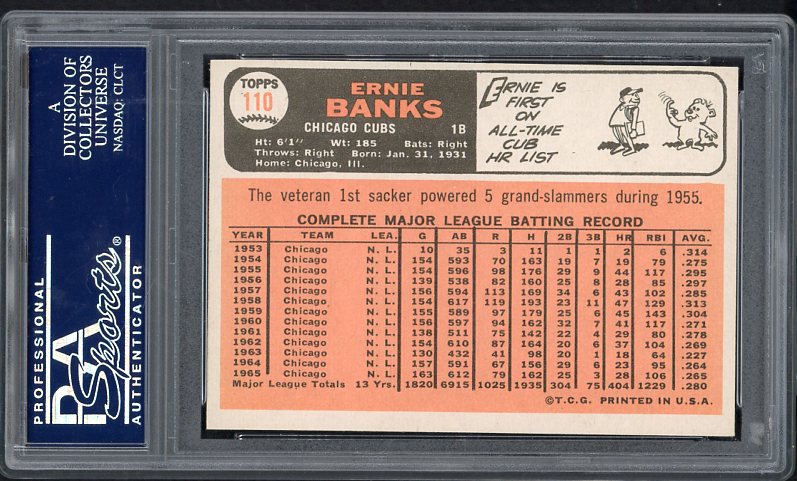 A
DIVISION OF
COLLECTORS
UNIVERSE
NASDAQ: CLCT
PROFESSIONAL
PSA
Sports®
AUTHENTICATOR
TOPPS
110
ERNIE
BANKS
CHICAGO CUBS 1B
Ht: 6'1" Wt: 185 Bats: Right
Throws: Right Born: Jan. 31, 1931
Home: Chicago, Ill.
ERNIE IS
FIRST
ON
ALL-TIME
CUB
HR LIST
The veteran 1st sacker powered 5 grand-slammers during 1955.
COMPLETE MAJOR LEAGUE BATTING RECORD
YEAR TEAM LEA. G AB R H 2B 3B HR RBI AVG.
1953 Chicago N. L. 10 35 3 11 1 1 2 6 .314
1954 Chicago N. L. 154 593 70 163 19 7 19 79 .275
1955 Chicago N. L. 154 596 98 176 29 9 44 117 .295
1956 Chicago N. L. 139 538 82 160 25 8 28 85 .297
1957 Chicago N. L. 156 594 113 169 34 6 43 102 .285
1958 Chicago N. L. 154 617 119 193 23 11 47 129 .313
1959 Chicago N. L. 155 589 97 179 25 6 45 143 .304
1960 Chicago N. L. 156 597 94 162 32 7 41 117 .271
1961 Chicago N. L. 138 511 75 142 22 4 29 80 .278
1962 Chicago N. L. 154 610 87 164 20 6 37 104 .269
1963 Chicago N. L. 130 432 41 98 20 1 18 64 .227
1964 Chicago N. L. 157 591 67 156 29 6 23 95 .264
1965 Chicago N. L. 163 612 79 162 25 3 28 106 .265
Major League Totals 13 Yrs. 1820 6915 1025 1935 304 75 404 1229 .280
©T.C.G. PRINTED IN U.S.A.